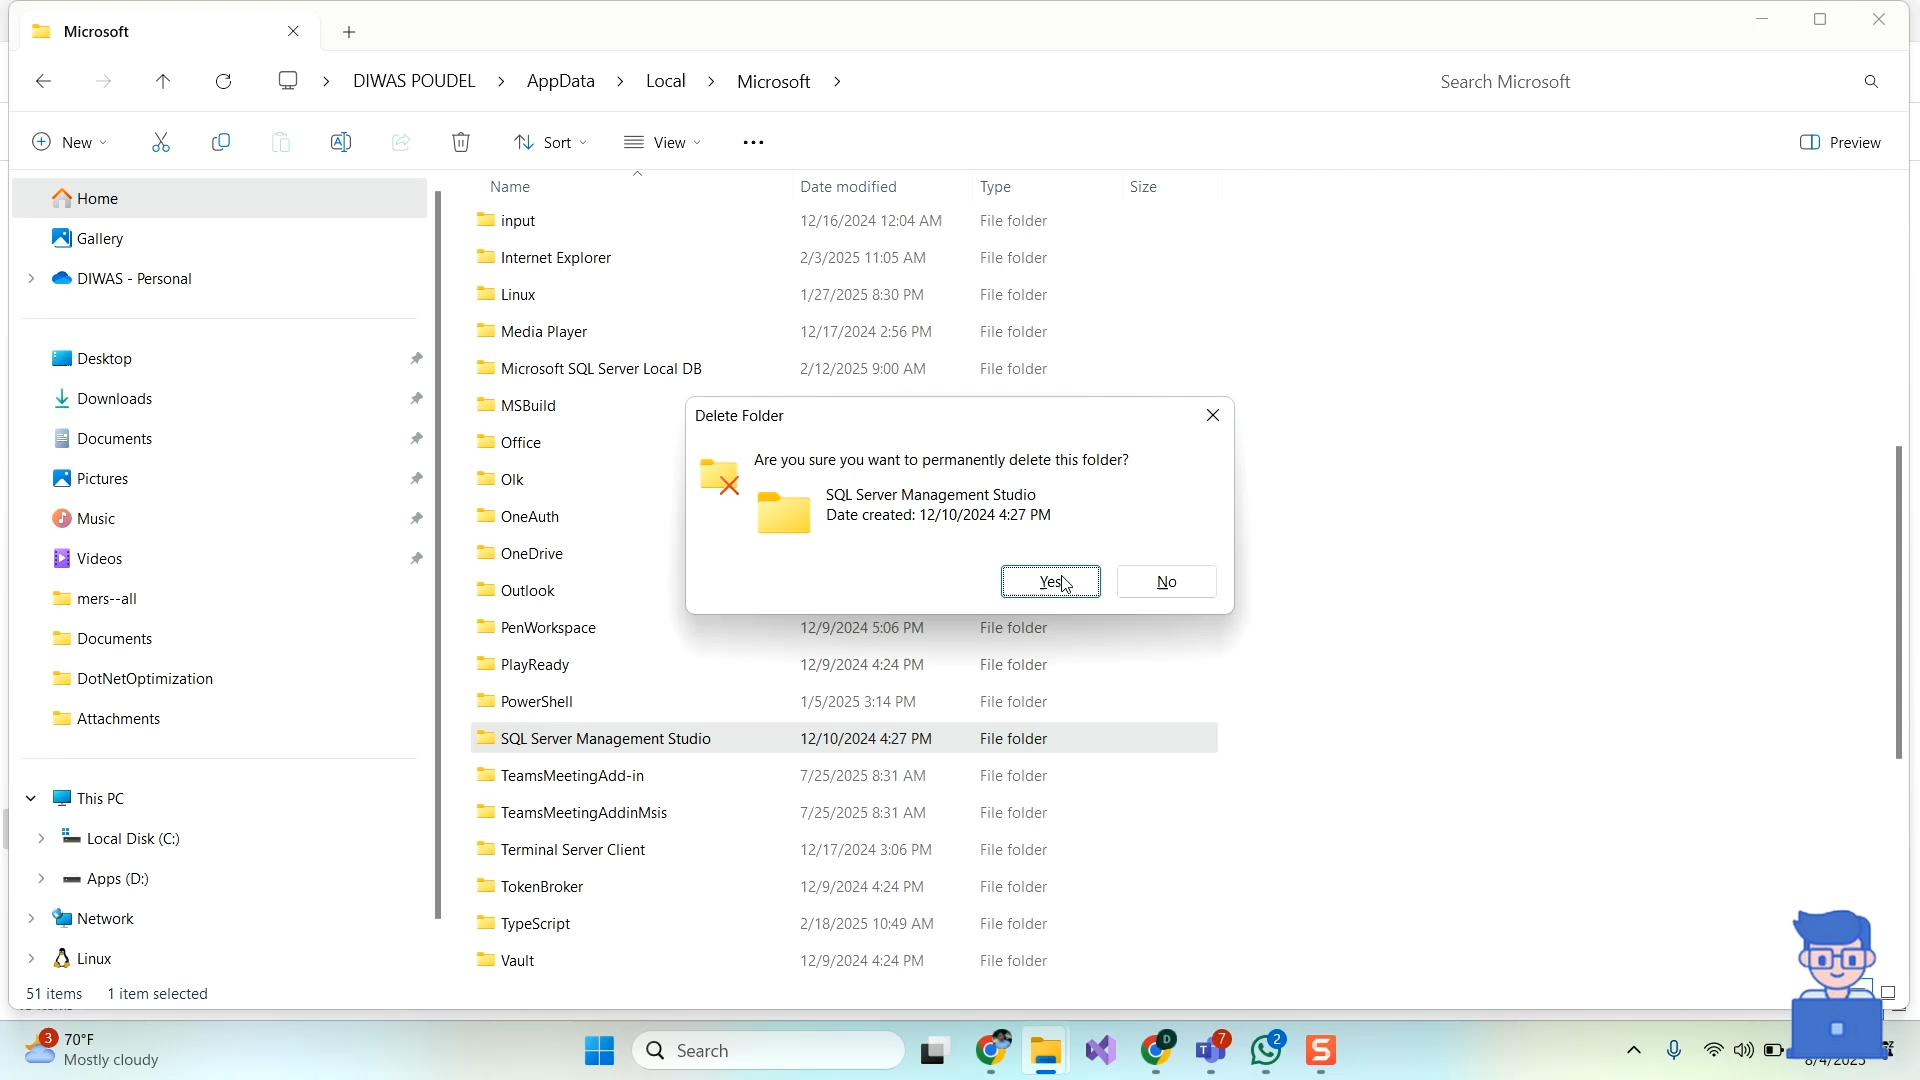 Microsoft
DIWAS POUDEL
AppData
Local
Microsoft
Search Microsoft
New
Sort
View
Preview
Home
Gallery
DIWAS - Personal
Desktop
Downloads
Documents
Pictures
Music
Videos
mers--all
Documents
DotNetOptimization
Attachments
This PC
Local Disk (C:)
Apps (D:)
Network
Linux
Name Date modified Type Size
input 12/16/2024 12:04 AM File folder
Internet Explorer 2/3/2025 11:05 AM File folder
Linux 1/27/2025 8:30 PM File folder
Media Player 12/17/2024 2:56 PM File folder
Microsoft SQL Server Local DB 2/12/2025 9:00 AM File folder
MSBuild
Office
Olk
OneAuth
OneDrive
Outlook
PenWorkspace 12/9/2024 5:06 PM File folder
PlayReady 12/9/2024 4:24 PM File folder
PowerShell 1/5/2025 3:14 PM File folder
SQL Server Management Studio 12/10/2024 4:27 PM File folder
TeamsMeetingAdd-in 7/25/2025 8:31 AM File folder
TeamsMeetingAddinMsis 7/25/2025 8:31 AM File folder
Terminal Server Client 12/17/2024 3:06 PM File folder
TokenBroker 12/9/2024 4:24 PM File folder
TypeScript 2/18/2025 10:49 AM File folder
Vault 12/9/2024 4:24 PM File folder
Delete Folder
Are you sure you want to permanently delete this folder?
SQL Server Management Studio
Date created: 12/10/2024 4:27 PM
Yes
No
51 items 1 item selected
3
70°F
Mostly cloudy
Search
D
7
2
S
8/4/2025